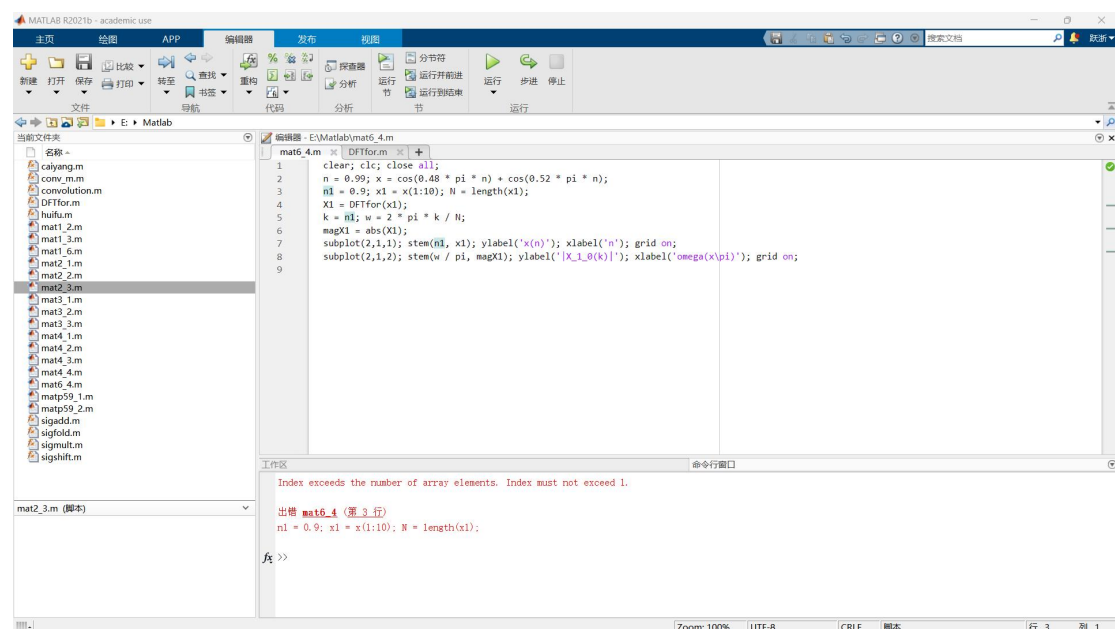 MATLAB R2021b - academic use
主页 绘图 APP 编辑器 发布 视图
搜索文档 跃浙
新建 打开 保存 比较 打印 转至 查找 书签 重构 探查器 分析 运行节 分节符 运行并前进 运行到结束 运行 步进 停止
文件 导航 代码 分析 节 运行
E: Matlab
当前文件夹
名称
caiyang.m
conv_m.m
convolution.m
DFTfor.m
huifu.m
mat1_2.m
mat1_3.m
mat1_6.m
mat2_1.m
mat2_2.m
mat2_3.m
mat3_1.m
mat3_2.m
mat3_3.m
mat4_1.m
mat4_2.m
mat4_3.m
mat4_4.m
mat6_4.m
matp59_1.m
matp59_2.m
sigadd.m
sigfold.m
sigmult.m
sigshift.m
mat2_3.m (脚本)
编辑器 - E:\Matlab\mat6_4.m
mat6_4.m DFTfor.m
1 clear; clc; close all;
2 n = 0.99; x = cos(0.48 * pi * n) + cos(0.52 * pi * n);
3 n1 = 0.9; x1 = x(1:10); N = length(x1);
4 X1 = DFTfor(x1);
5 k = n1; w = 2 * pi * k / N;
6 magX1 = abs(X1);
7 subplot(2,1,1); stem(n1, x1); ylabel('x(n)'); xlabel('n'); grid on;
8 subplot(2,1,2); stem(w / pi, magX1); ylabel('|X_1_0(k)|'); xlabel('omega(x\pi)'); grid on;
9
工作区 命令行窗口
Index exceeds the number of array elements. Index must not exceed 1.
出错 mat6_4 (第 3 行)
n1 = 0.9; x1 = x(1:10); N = length(x1);
fx >>
Zoom: 100% UTF-8 CRLF 脚本 行 3 列 1